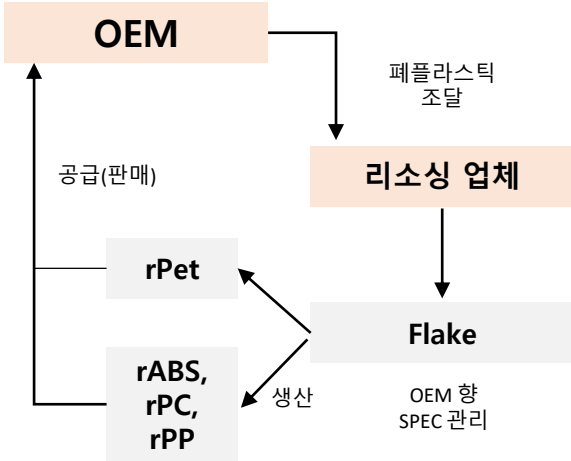 OEM
폐플라스틱
조달
리소싱 업체
공급(판매)
rPet
Flake
rABS,
rPC,
rPP
생산
OEM 향
SPEC 관리